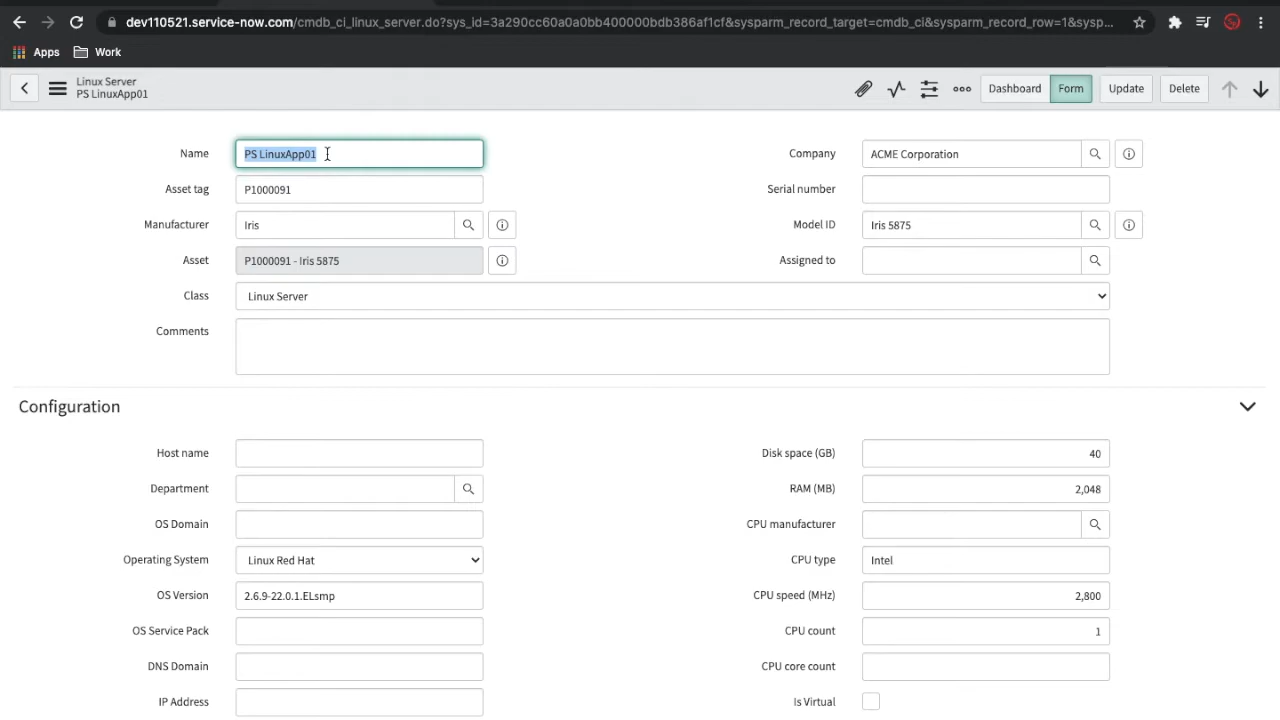 dev110521.service-now.com/cmdb_ci_linux_server.do?sys_id=3a290cc60a0a0bb400000bdb386af1cf&sysparm_record_target=cmdb_ci&sysparm_record_row=1&sysp...
Apps Work
Linux Server
PS LinuxApp01
Dashboard Form Update Delete
Name PS LinuxApp01 Company ACME Corporation
Asset tag P1000091 Serial number
Manufacturer Iris Model ID Iris 5875
Asset P1000091 - Iris 5875 Assigned to
Class Linux Server
Comments
Configuration
Host name Disk space (GB) 40
Department RAM (MB) 2,048
OS Domain CPU manufacturer
Operating System Linux Red Hat CPU type Intel
OS Version 2.6.9-22.0.1.ELsmp CPU speed (MHz) 2,800
OS Service Pack CPU count 1
DNS Domain CPU core count
IP Address Is Virtual